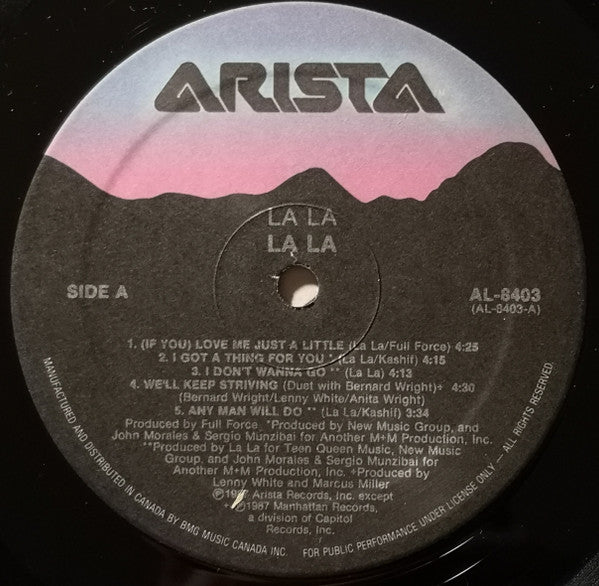 ARISTA
LA LA
LA LA
SIDE A
AL-8403
(AL-8403-A)
1. (IF YOU) LOVE ME JUST A LITTLE (La La/Full Force) 4:25
2. I GOT A THING FOR YOU * (La La/Kashif) 4:15
3. I DON'T WANNA GO ** (La La) 4:13
4. WE'LL KEEP STRIVING (Duet with Bernard Wright)+ 4:30
(Bernard Wright/Lenny White/Anita Wright)
5. ANY MAN WILL DO ** (La La/Kashif) 3:34
Produced by Full Force. *Produced by New Music Group, and
John Morales & Sergio Munzibai for Another M+M Production, Inc.
**Produced by La La for Teen Queen Music, New Music
Group, and John Morales & Sergio Munzibai for
Another M+M Production, Inc. +Produced by
Lenny White and Marcus Miller
Arista Records, Inc. except
+℗1987 Manhattan Records,
a division of Capitol
Records, Inc.
MANUFACTURED AND DISTRIBUTED IN CANADA BY BMG MUSIC CANADA INC. FOR PUBLIC PERFORMANCE UNDER LICENSE ONLY — ALL RIGHTS RESERVED.